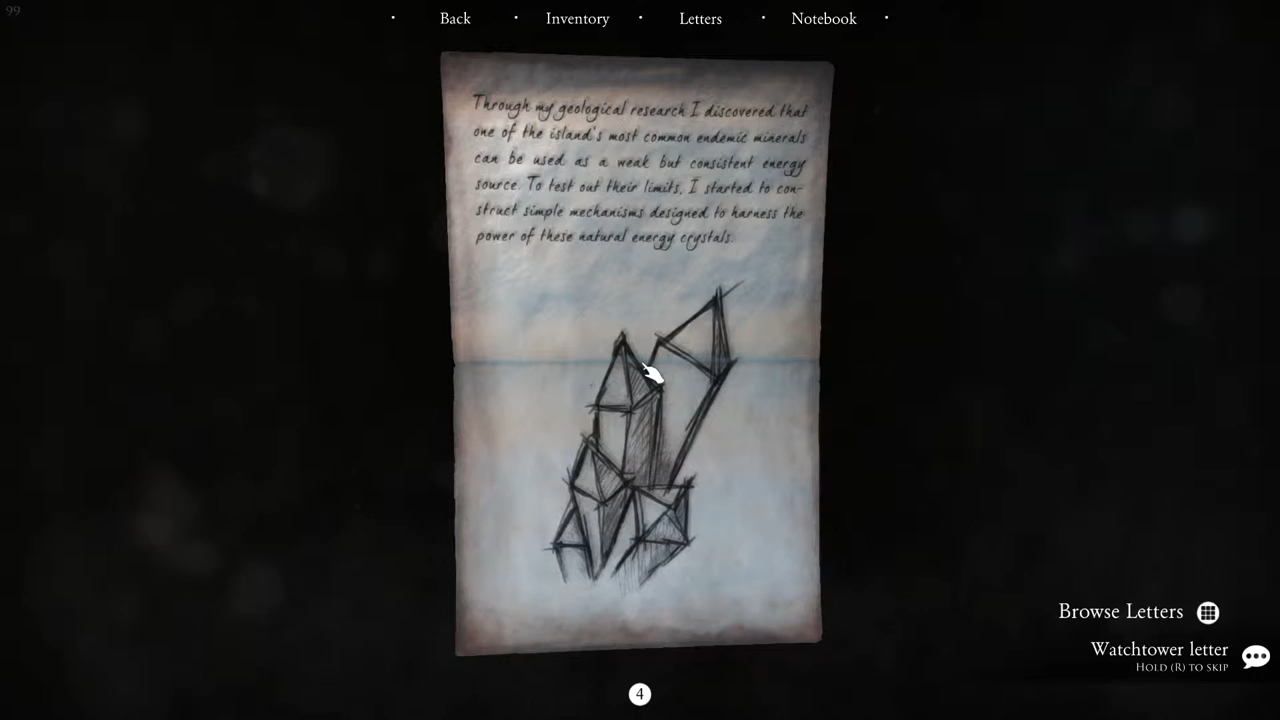 99
Back
Inventory
Letters
Notebook
Through my geological research I discovered that
one of the island's most common endemic minerals
can be used as a weak but consistent energy
source. To test out their limits, I started to con-
struct simple mechanisms designed to harness the
power of these natural energy crystals.
Browse Letters
Watchtower letter
HOLD (R) TO SKIP
4